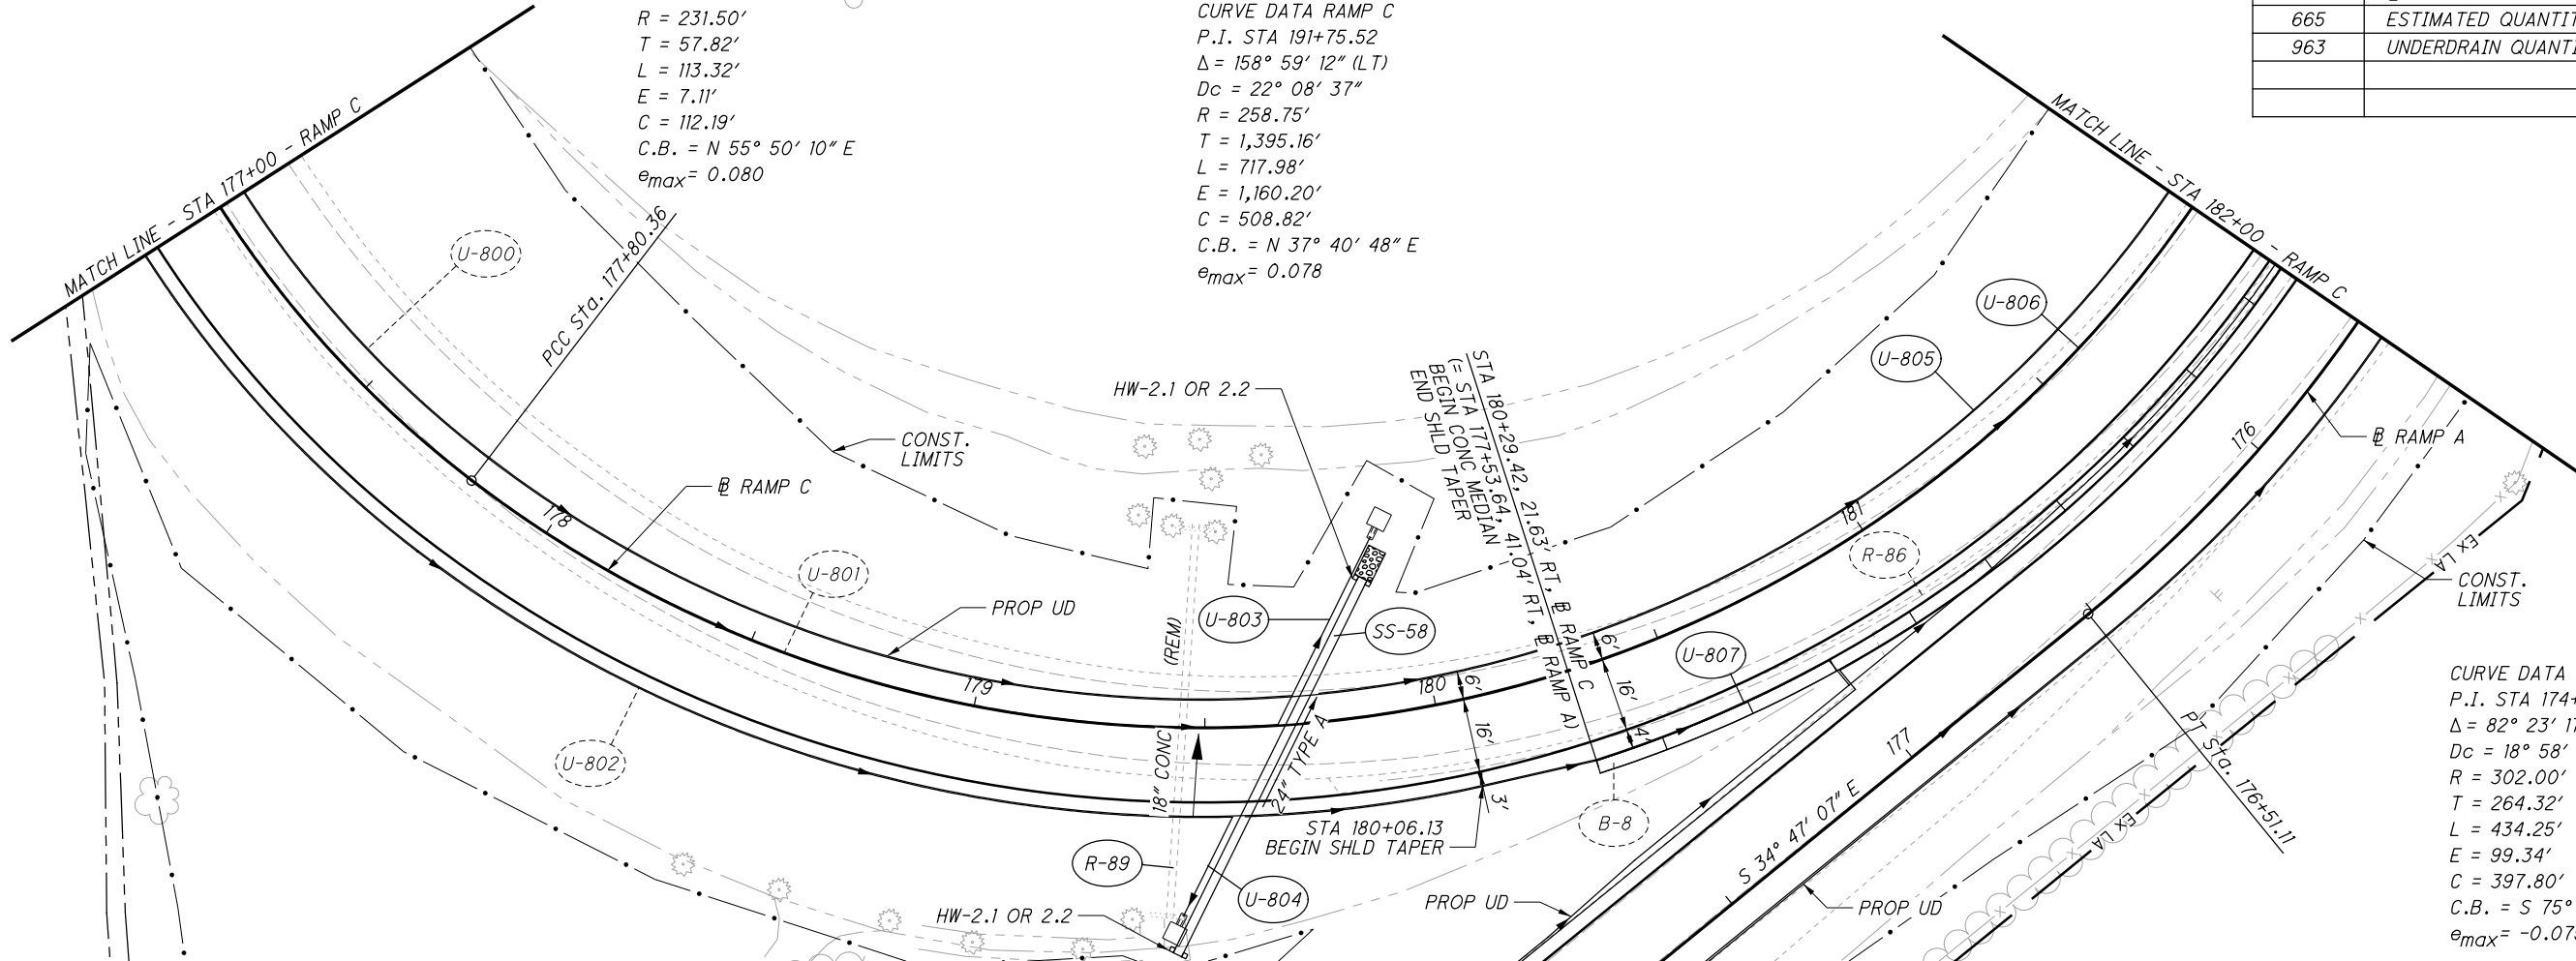 R = 231.50'
T = 57.82'
L = 113.32'
E = 7.11'
C = 112.19'
C.B. = N 55° 50' 10" E
emax = 0.080
CURVE DATA RAMP C
P.I. STA 191+75.52
Δ = 158° 59' 12" (LT)
Dc = 22° 08' 37"
R = 258.75'
T = 1,395.16'
L = 717.98'
E = 1,160.20'
C = 508.82'
C.B. = N 37° 40' 48" E
emax = 0.078
665 ESTIMATED
963 UNDERDRAIN
MATCH LINE - STA 177+00 - RAMP C
MATCH LINE - STA 182+00 - RAMP C
U-800
PCC Sta. 177+80.36
U-806
U-805
HW-2.1 OR 2.2
STA 180+29.42, 21.63' RT, ℄ RAMP C
(= STA 177+53.64, 41.04' RT, ℄ RAMP A)
BEGIN CONC MEDIAN
END SHLD TAPER
CONST.
LIMITS
℄ RAMP C
℄ RAMP A
176
178
181
U-801
R-86
EX LA
CONST.
LIMITS
PROP UD
(REM)
U-803
SS-58
6'
U-807
16'
4'
179
180
6'
16'
3'
U-802
18" CONC
24" TYPE A
177
PT Sta. 176+51.11
S 34° 47' 07" E
STA 180+06.13
BEGIN SHLD TAPER
B-8
EX LA
R-89
U-804
HW-2.1 OR 2.2
PROP UD
PROP UD
CURVE DATA
P.I. STA 174+
Δ = 82° 23'
Dc = 18° 58'
R = 302.00'
T = 264.32'
L = 434.25'
E = 99.34'
C = 397.80'
C.B. = S 75°
emax =